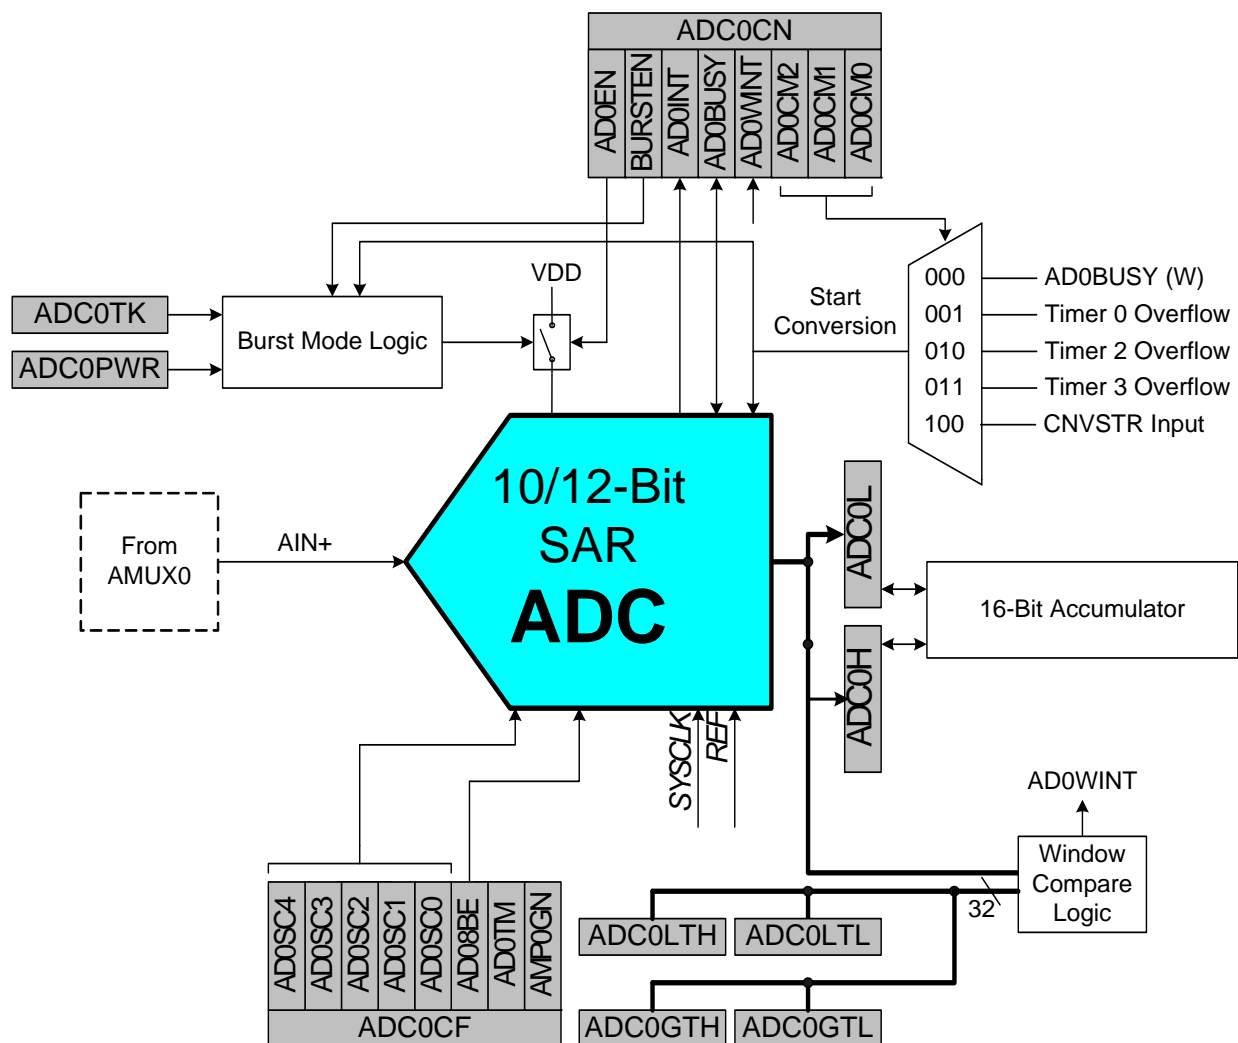 ADC0CN
AD0EN
BURSTEN
AD0INT
AD0BUSY
AD0WINT
AD0CM2
AD0CM1
AD0CM0
VDD
ADC0TK
ADC0PWR
Burst Mode Logic
Start
Conversion
000
AD0BUSY (W)
001
Timer 0 Overflow
010
Timer 2 Overflow
011
Timer 3 Overflow
100
CNVSTR Input
From
AMUX0
AIN+
10/12-Bit
SAR
ADC
ADC0L
ADC0H
16-Bit Accumulator
SYSCLK
REF
AD0WINT
Window
Compare
Logic
32
AD0SC4
AD0SC3
AD0SC2
AD0SC1
AD0SC0
AD08BE
AD0TM
AMP0GN
ADC0CF
ADC0LTH
ADC0LTL
ADC0GTH
ADC0GTL